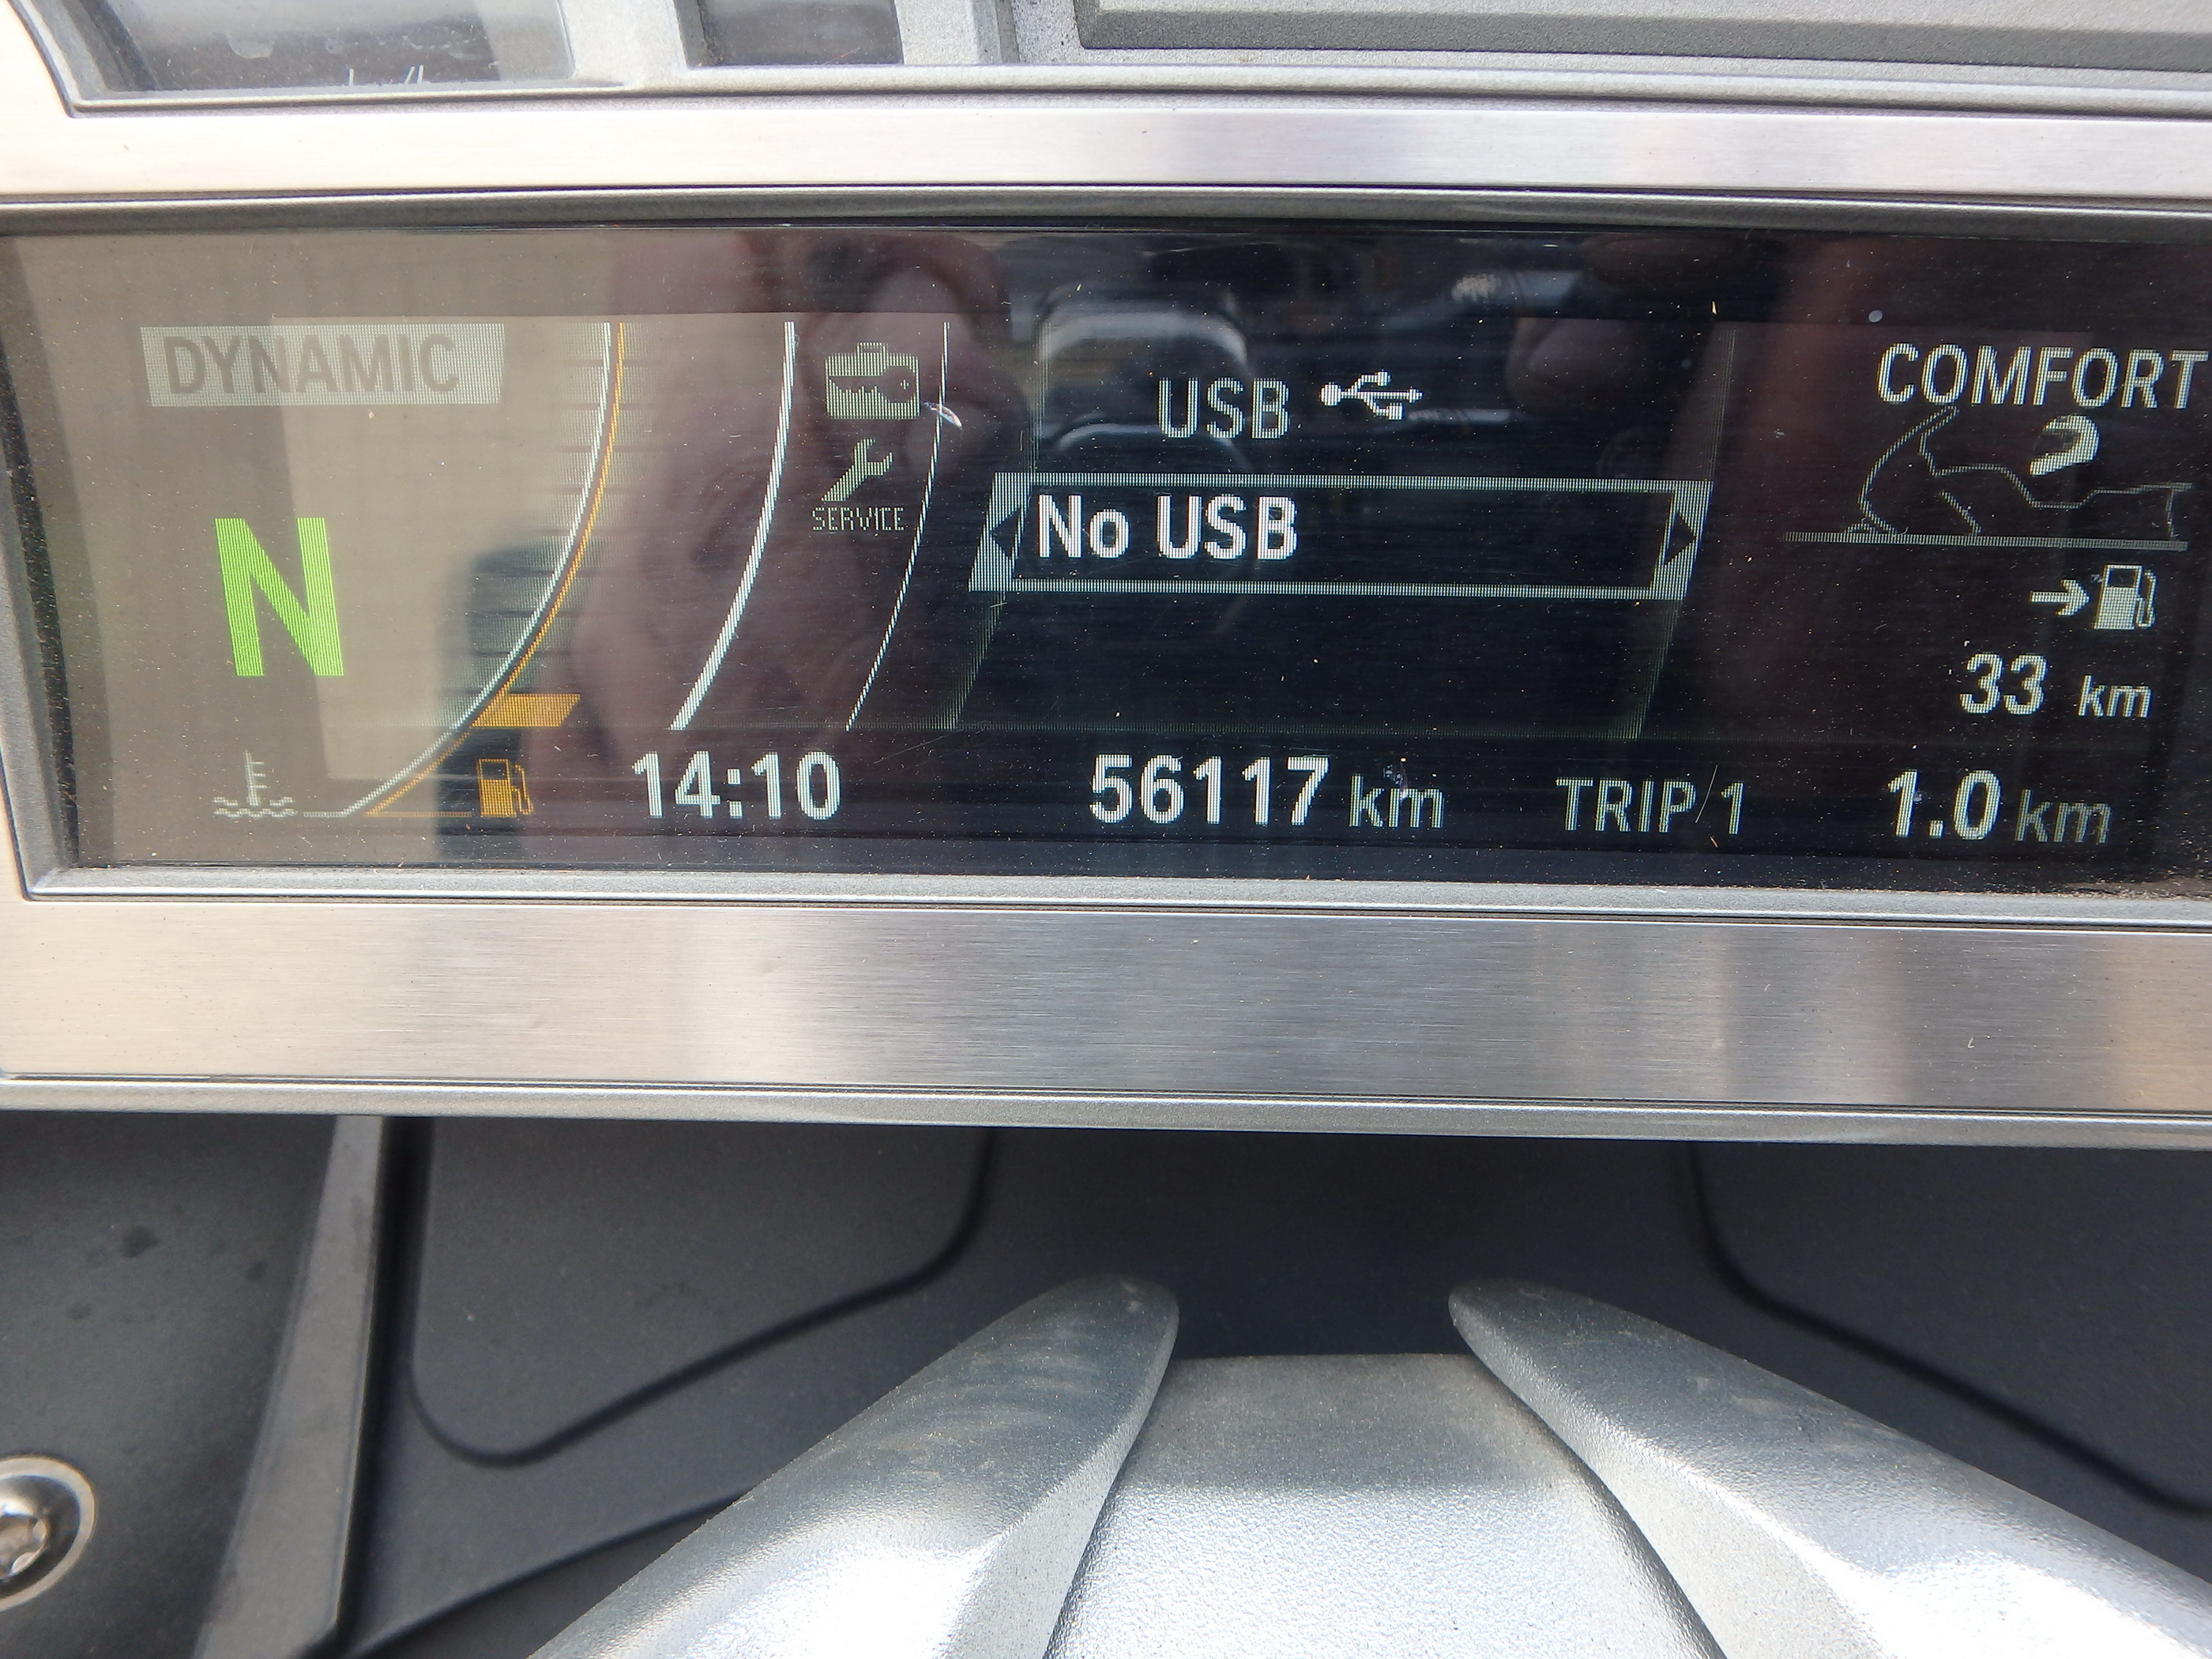 DYNAMIC
N
SERVICE
USB
No USB
COMFORT
33 km
14:10
56117 km
TRIP 1
1.0 km